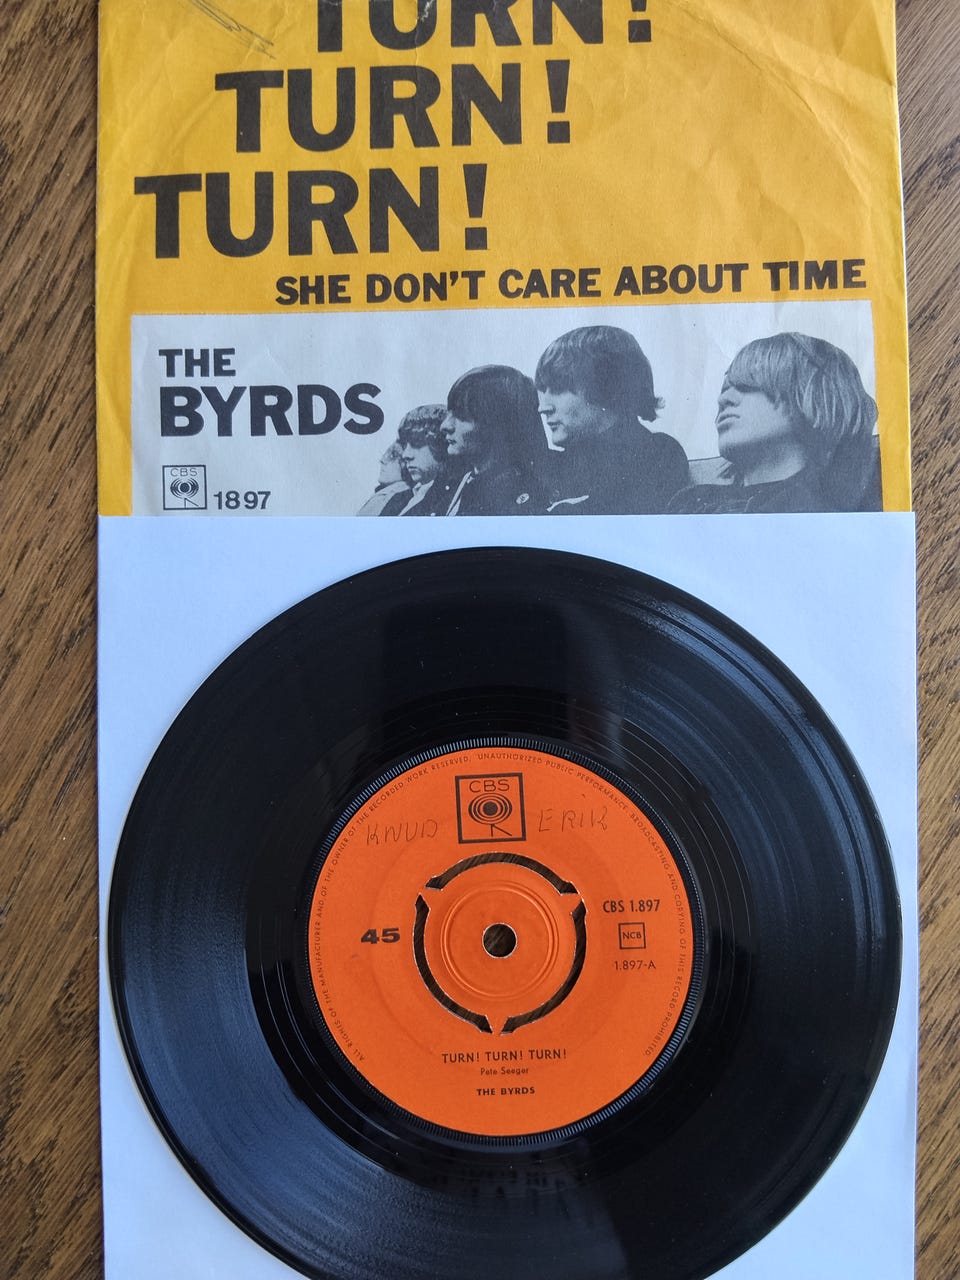 TURN!
TURN!
TURN!
SHE DON'T CARE ABOUT TIME
THE
BYRDS
CBS
1897
ALL RIGHTS OF THE MANUFACTURER AND OF THE OWNER OF THE RECORDED WORK RESERVED. UNAUTHORIZED PUBLIC PERFORMANCE, BROADCASTING AND COPYING OF THIS RECORD PROHIBITED
CBS
KNUD ERIK
CBS 1.897
45
NCB
1.897-A
TURN! TURN! TURN!
Pete Seeger
THE BYRDS